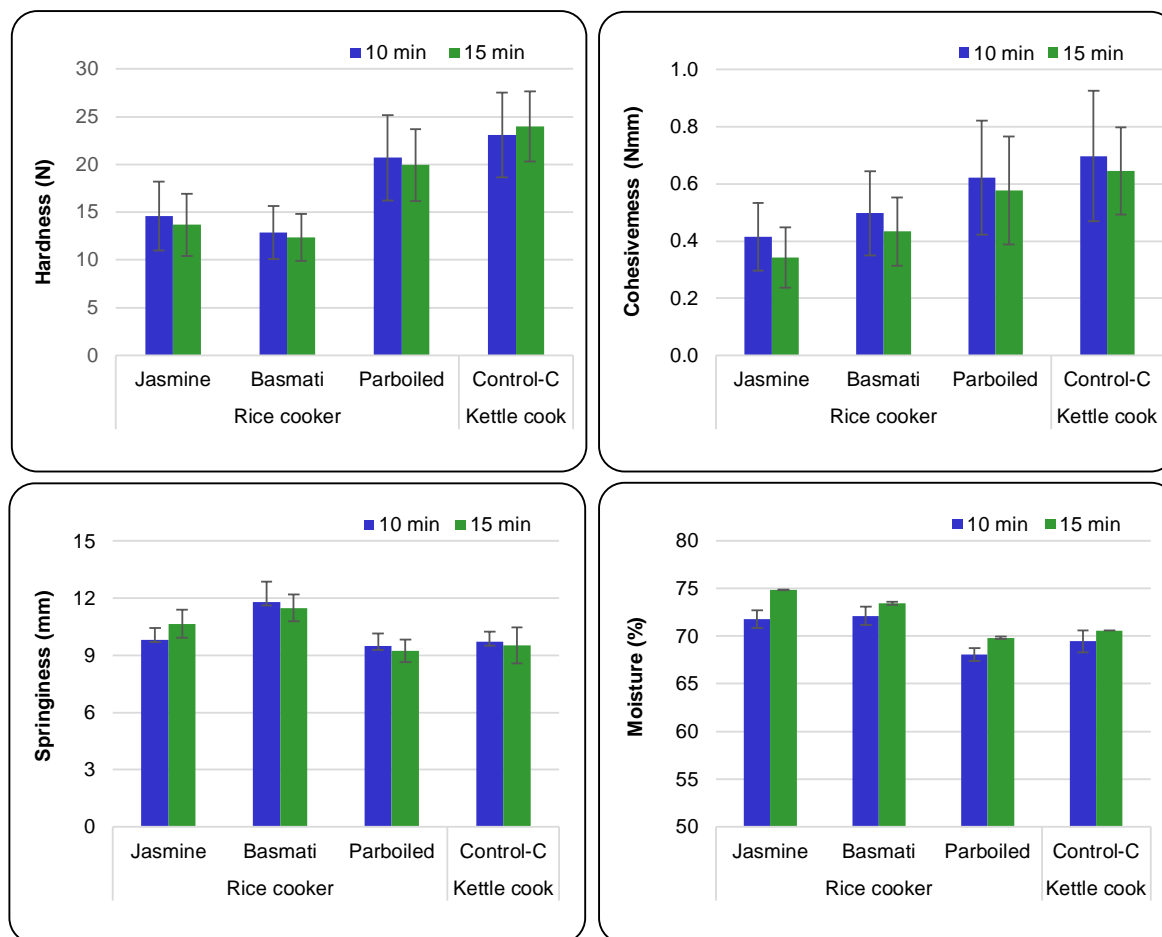 10 min 15 min
30
25
20
15
10
5
0
Hardness (N)
Jasmine Basmati Parboiled Control-C
Rice cooker Kettle cook
10 min 15 min
1.0
0.8
0.6
0.4
0.2
0.0
Cohesivemess (Nmm)
Jasmine Basmati Parboiled Control-C
Rice cooker Kettle cook
10 min 15 min
15
12
9
6
3
0
Springiness (mm)
Jasmine Basmati Parboiled Control-C
Rice cooker Kettle cook
10 min 15 min
80
75
70
65
60
55
50
Moisture (%)
Jasmine Basmati Parboiled Control-C
Rice cooker Kettle cook